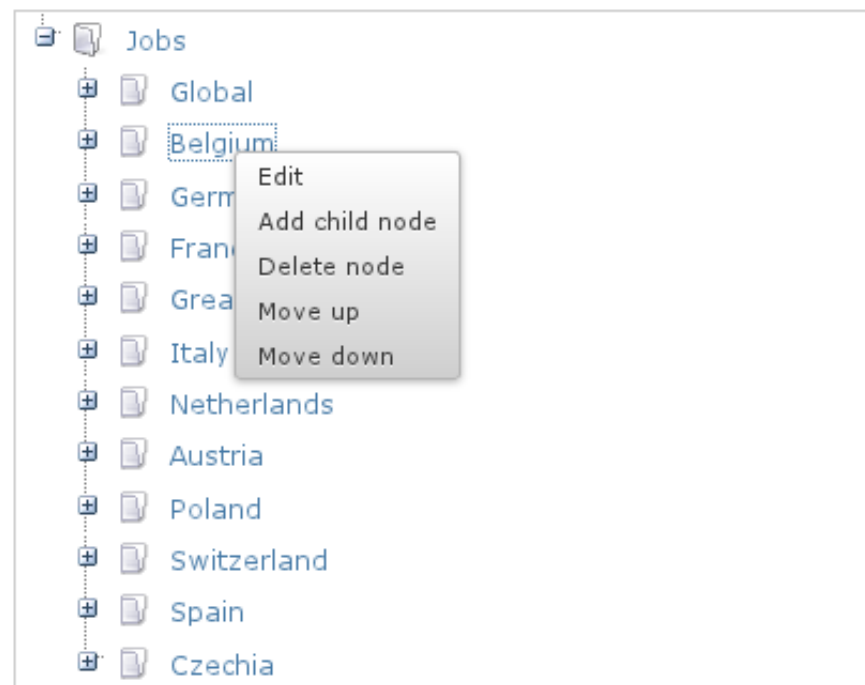 Jobs
Global
Belgium
Edit
Add child node
Delete node
Move up
Move down
Italy
Netherlands
Austria
Poland
Switzerland
Spain
Czechia